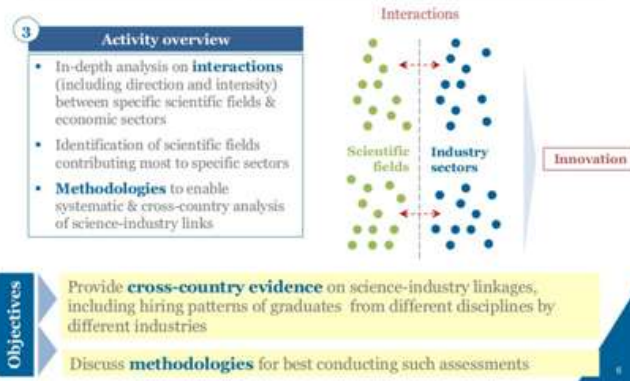 Interactions
3
Activity overview
• In-depth analysis on interactions
(including direction and intensity)
between specific scientific fields &
economic sectors
• Identification of scientific fields
contributing most to specific sectors
• Methodologies to enable
systematic & cross-country analysis
of science-industry links
Scientific
fields
Industry
sectors
Innovation
Objectives
Provide cross-country evidence on science-industry linkages,
including hiring patterns of graduates from different disciplines by
different industries
Discuss methodologies for best conducting such assessments